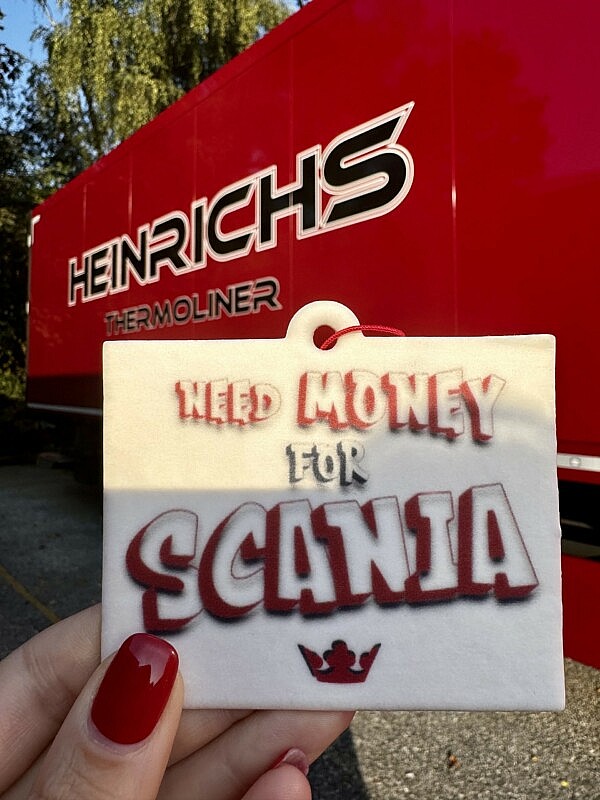 HEINRICHS
THERMOLINER
NEED MONEY
FOR
SCANIA